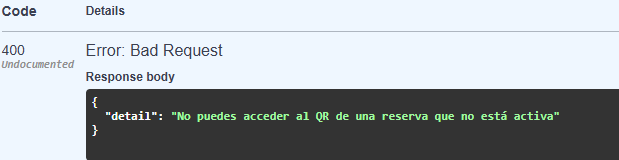 Code Details
400 Error: Bad Request
Undocumented
Response body
{
"detail": "No puedes acceder al QR de una reserva que no está activa"
}